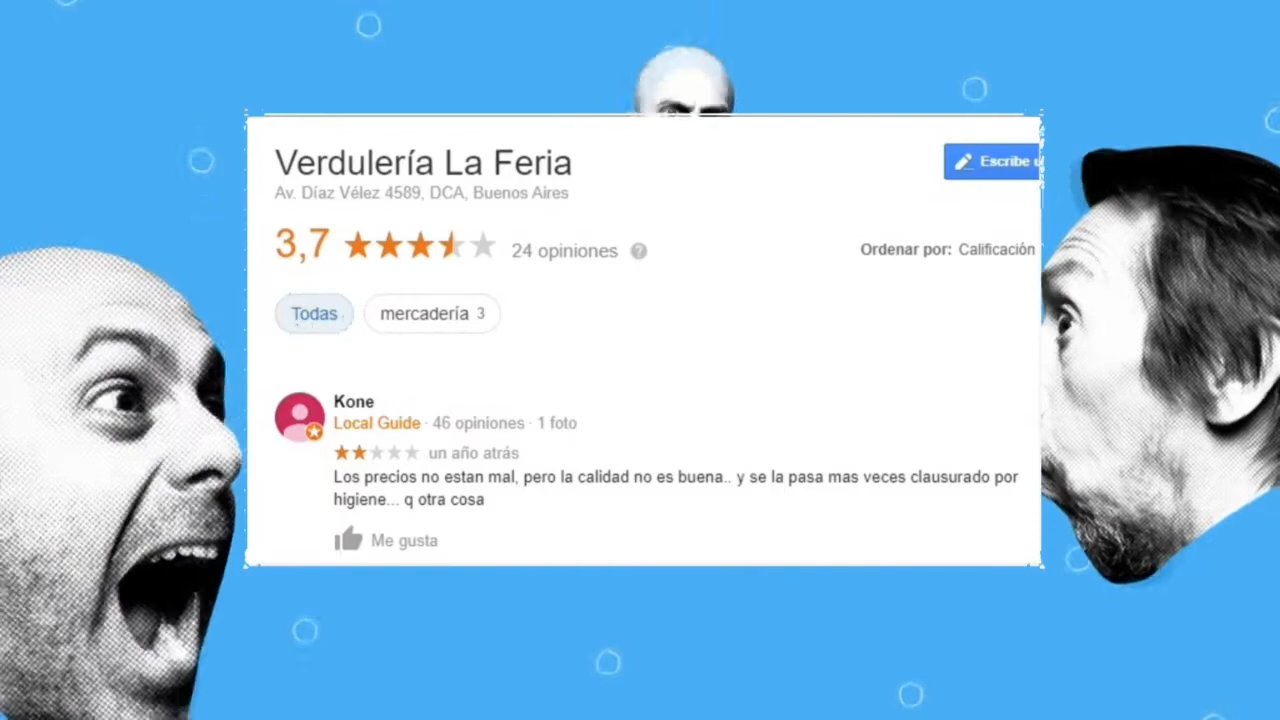 Verdulería La Feria
Escribe u
Av. Díaz Vélez 4589, DCA, Buenos Aires
3,7 24 opiniones ?
Ordenar por: Calificación
Todas mercadería 3
Kone
Local Guide · 46 opiniones · 1 foto
un año atrás
Los precios no estan mal, pero la calidad no es buena.. y se la pasa mas veces clausurado por
higiene... q otra cosa
Me gusta